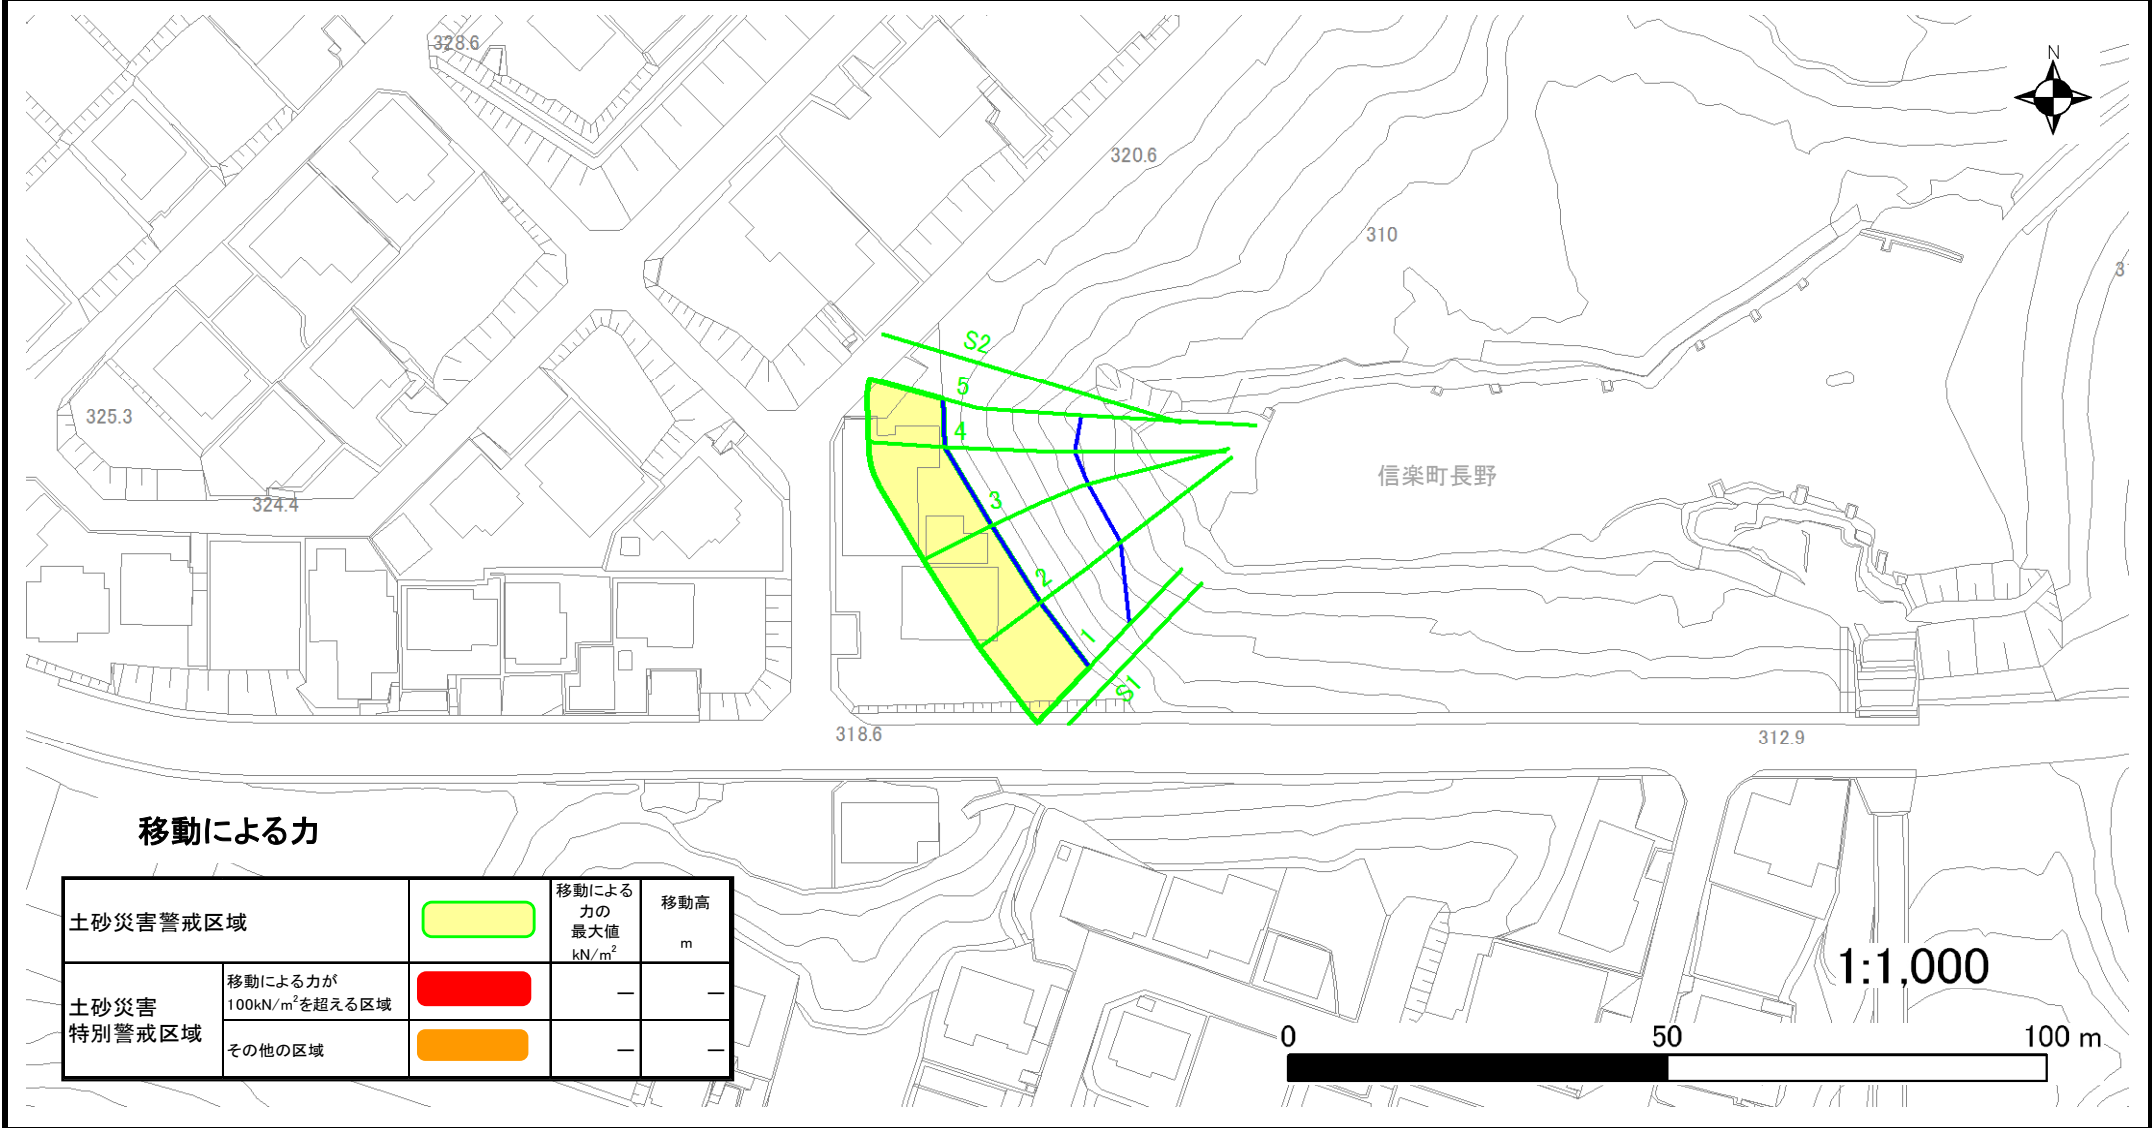 328.6
N
320.6
310
3
S2
5
325.3
4
信楽町長野
324.4
3
2
1
S1
318.6
312.9
移動による力
土砂災害警戒区域
移動による
力の
最大値
kN/m²
移動高
m
土砂災害
特別警戒区域
移動による力が
100kN/m²を超える区域
―
―
その他の区域
―
―
1:1,000
0 50 100 m